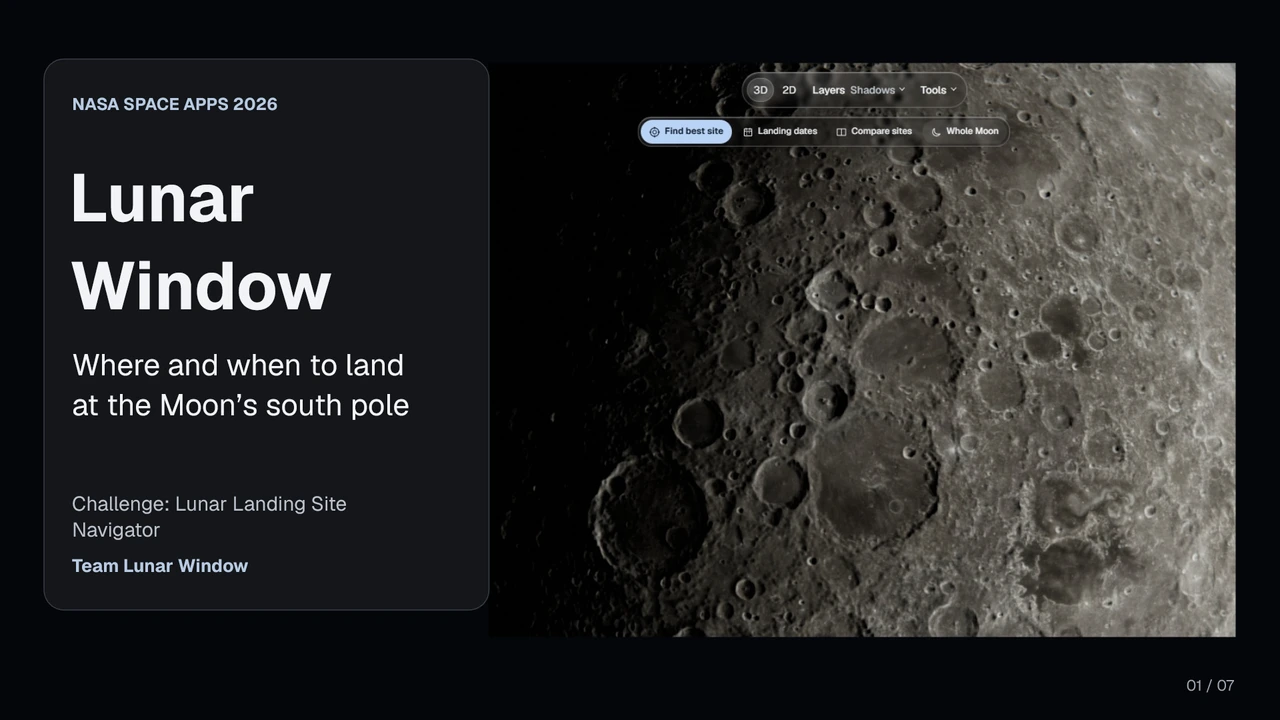 NASA SPACE APPS 2026
Lunar
Window
Where and when to land
at the Moon’s south pole
Challenge: Lunar Landing Site
Navigator
Team Lunar Window
3D 2D Layers Shadows Tools
Find best site Landing dates Compare sites Whole Moon
01 / 07